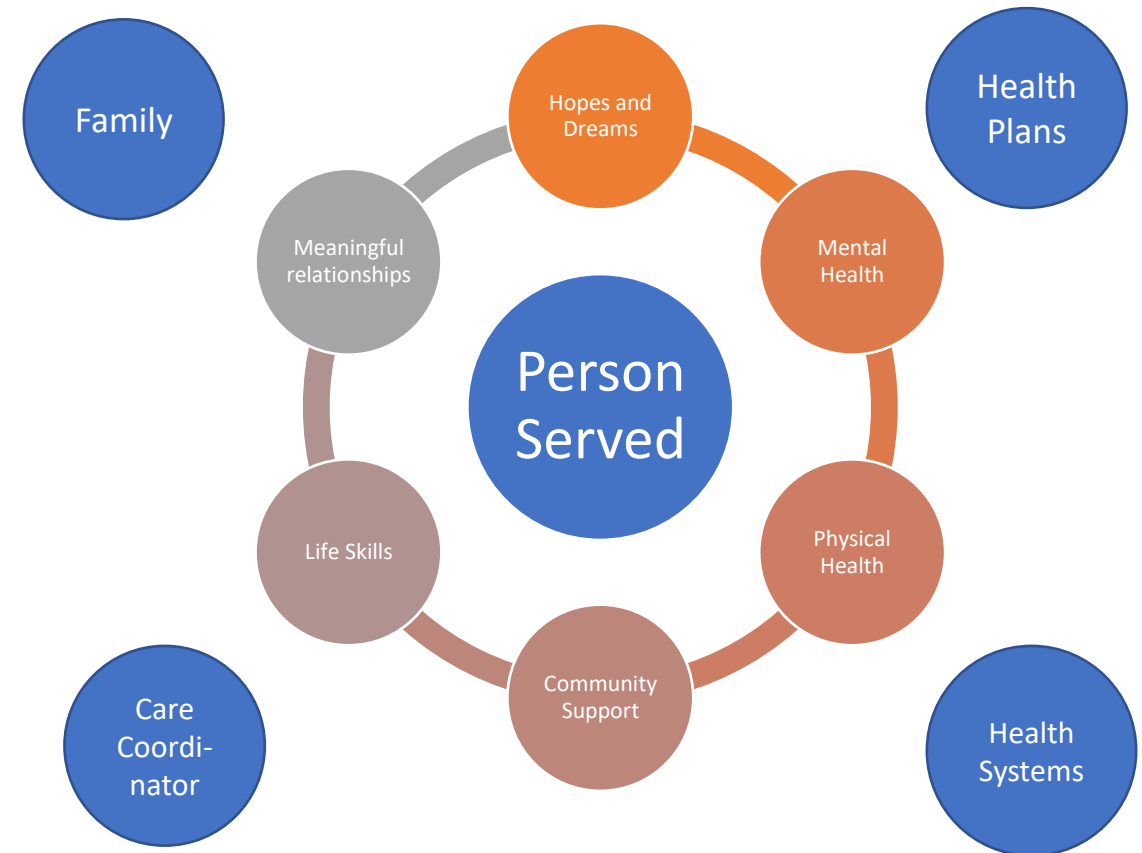 Family
Health
Plans
Hopes and
Dreams
Meaningful
relationships
Mental
Health
Person
Served
Life Skills
Physical
Health
Community
Support
Care
Coordi-
nator
Health
Systems